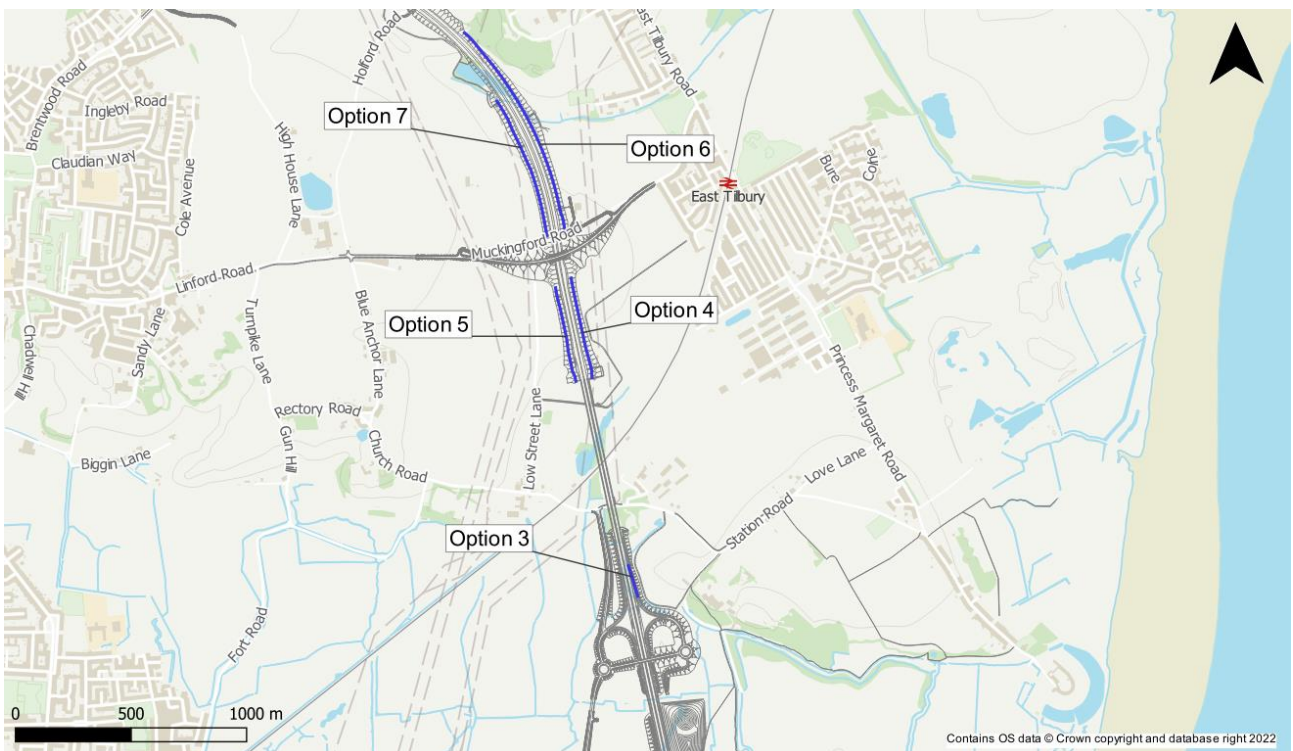 Brentwood Road
Ingleby Road
Claudian Way
Cole Avenue
High House Lane
Holford Road
Option 7
Option 6
East Tilbury Road
Bure
Colne
East Tilbury
Muckingford Road
Linford Road
Chadwell Hill
Sandy Lane
Turnpike Lane
Blue Anchor Lane
Option 5
Option 4
Rectory Road
Gun Hill
Church Road
Low Street Lane
Biggin Lane
Princess Margaret Road
Love Lane
Station Road
Option 3
Fort Road
0 500 1000 m
Contains OS data © Crown copyright and database right 2022